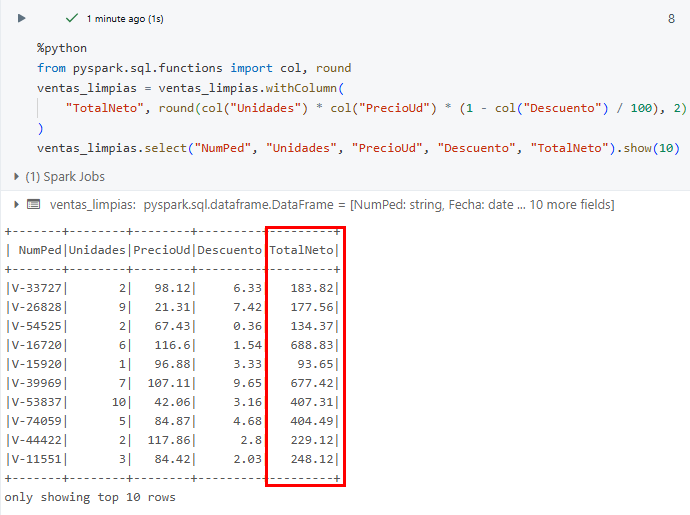 1 minute ago (1s)
8
%python
from pyspark.sql.functions import col, round
ventas_limpias = ventas_limpias.withColumn(
    "TotalNeto", round(col("Unidades") * col("PrecioUd") * (1 - col("Descuento") / 100), 2)
)
ventas_limpias.select("NumPed", "Unidades", "PrecioUd", "Descuento", "TotalNeto").show(10)
(1) Spark Jobs
ventas_limpias: pyspark.sql.dataframe.DataFrame = [NumPed: string, Fecha: date ... 10 more fields]
+-------+--------+--------+---------+---------+
| NumPed|Unidades|PrecioUd|Descuento|TotalNeto|
+-------+--------+--------+---------+---------+
|V-33727|       2|   98.12|     6.33|   183.82|
|V-26828|       9|   21.31|     7.42|   177.56|
|V-54525|       2|   67.43|     0.36|   134.37|
|V-16720|       6|   116.6|     1.54|   688.83|
|V-15920|       1|   96.88|     3.33|    93.65|
|V-39969|       7|  107.11|     9.65|   677.42|
|V-53837|      10|   42.06|     3.16|   407.31|
|V-74059|       5|   84.87|     4.68|   404.49|
|V-44422|       2|  117.86|      2.8|   229.12|
|V-11551|       3|   84.42|     2.03|   248.12|
+-------+--------+--------+---------+---------+
only showing top 10 rows